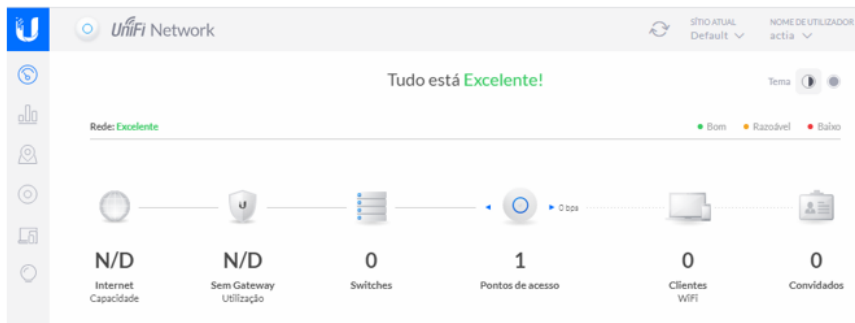 UniFi Network
SÍTIO ATUAL
Default
NOME DE UTILIZADOR
actia
Tudo está Excelente!
Tema
Rede: Excelente
Bom
Razoável
Baixo
0 bps
N/D
Internet
Capacidade
N/D
Sem Gateway
Utilização
0
Switches
1
Pontos de acesso
0
Clientes
WiFi
0
Convidados